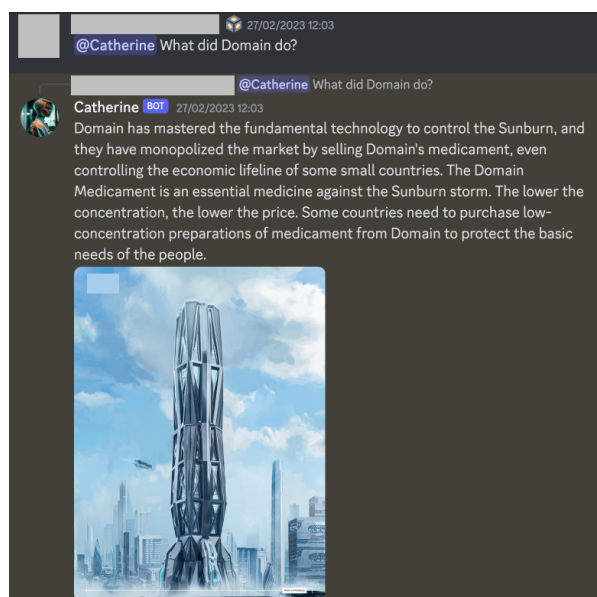 27/02/2023 12:03
@Catherine What did Domain do?
@Catherine What did Domain do?
Catherine BOT 27/02/2023 12:03
Domain has mastered the fundamental technology to control the Sunburn, and
they have monopolized the market by selling Domain's medicament, even
controlling the economic lifeline of some small countries. The Domain
Medicament is an essential medicine against the Sunburn storm. The lower the
concentration, the lower the price. Some countries need to purchase low-
concentration preparations of medicament from Domain to protect the basic
needs of the people.